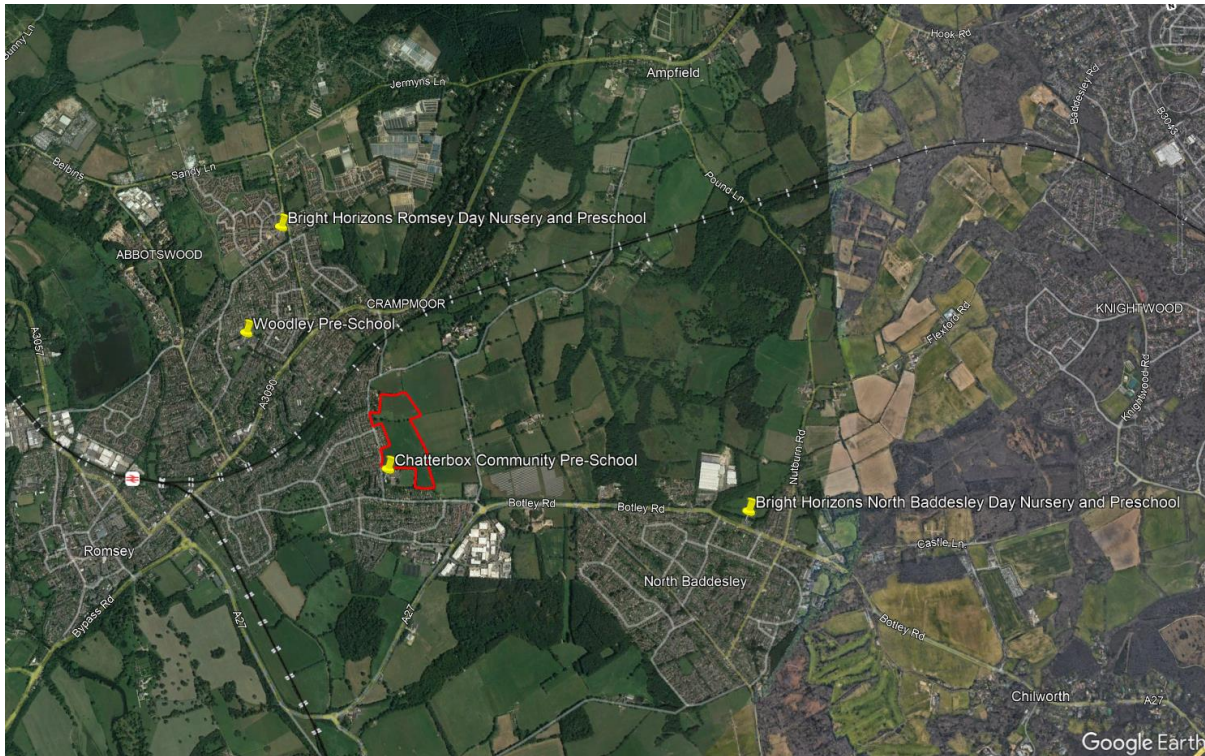 Bunny Ln
Hook Rd
Ampfield
Jermyns Ln
Baddesley Rd
B3043
Belbins
Sandy Ln
Pound Ln
Bright Horizons Romsey Day Nursery and Preschool
ABBOTSWOOD
CRAMPMOOR
KNIGHTWOOD
Woodley Pre-School
Flexford Rd
A3057
A3090
Knightwood Rd
Chatterbox Community Pre-School
Nutburn Rd
Botley Rd
Botley Rd
Bright Horizons North Baddesley Day Nursery and Preschool
Castle Ln
Romsey
North Baddesley
Bypass Rd
A27
A27
Botley Rd
Chilworth
A27
Google Earth